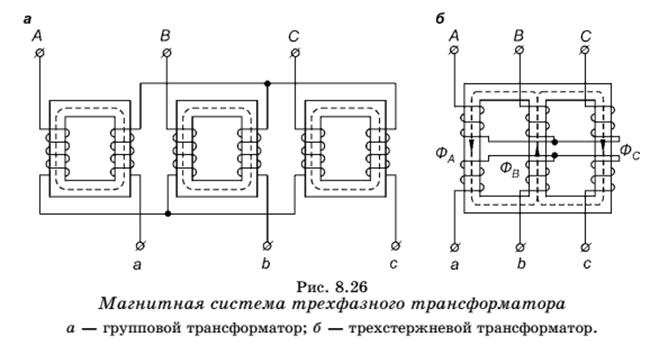 а б
A B C A B C
Φ_A Φ_B Φ_C
a b c a b c
Рис. 8.26
Магнитная система трехфазного трансформатора
а — групповой трансформатор; б — трехстержневой трансформатор.